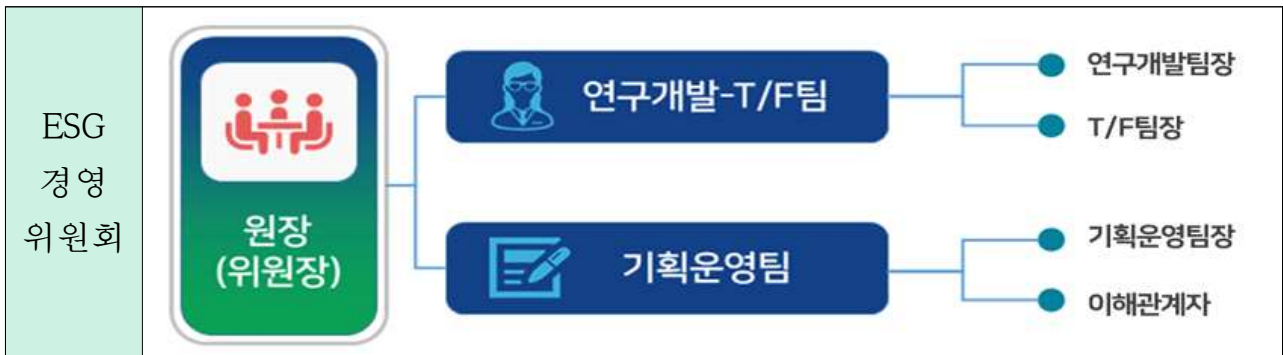 ESG
경영
위원회
원장
(위원장)
연구개발-T/F팀
연구개발팀장
T/F팀장
기획운영팀
기획운영팀장
이해관계자